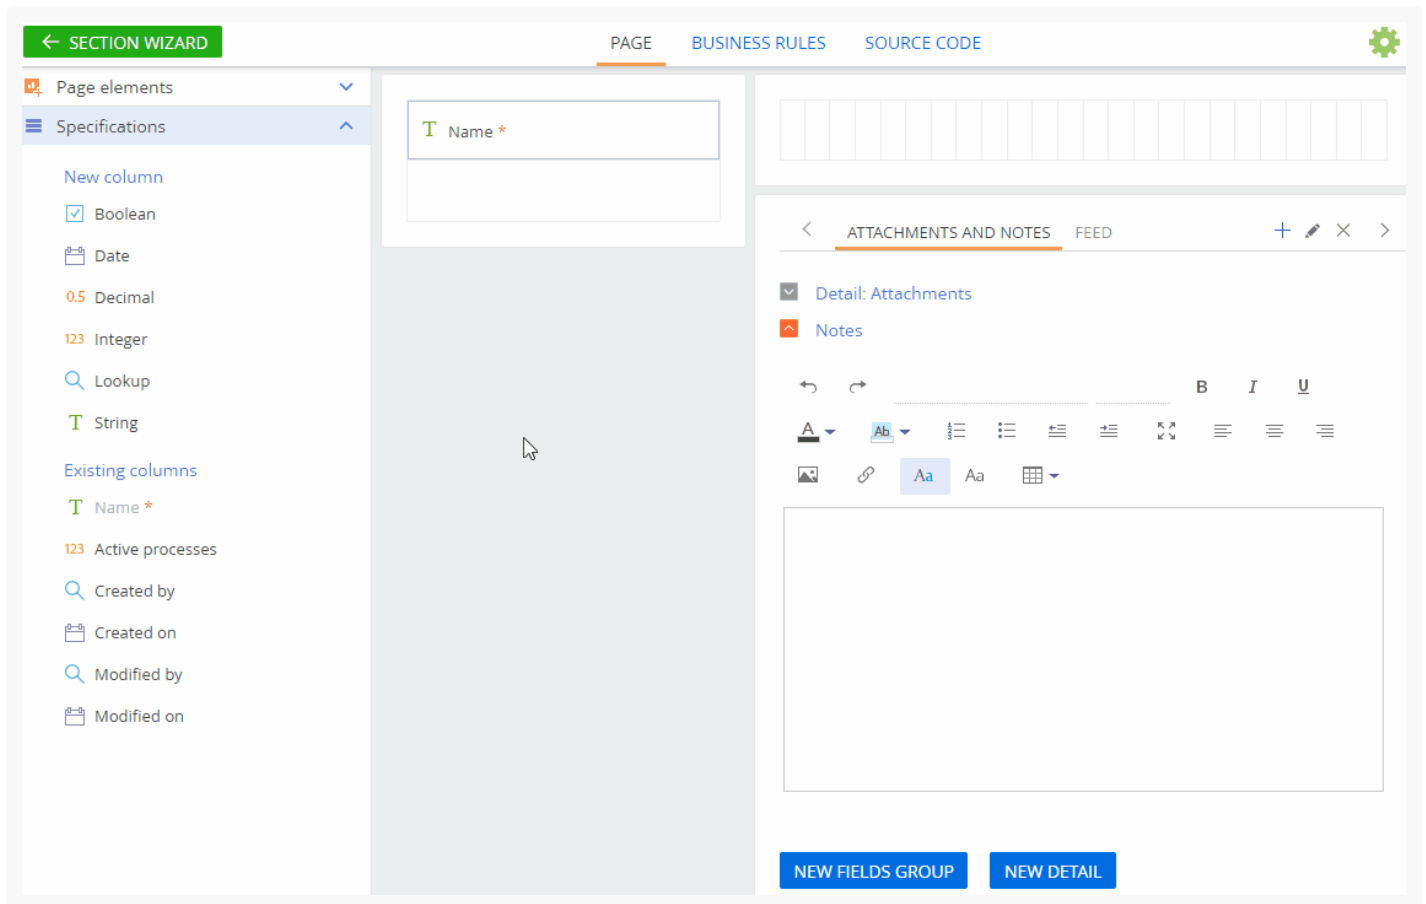 SECTION WIZARD
PAGE BUSINESS RULES SOURCE CODE
Page elements
Specifications
New column
Boolean
Date
0.5 Decimal
123 Integer
Lookup
T String
Existing columns
T Name *
123 Active processes
Created by
Created on
Modified by
Modified on
T Name *
ATTACHMENTS AND NOTES FEED
Detail: Attachments
Notes
B I U
A Ab
Aa Aa
NEW FIELDS GROUP NEW DETAIL